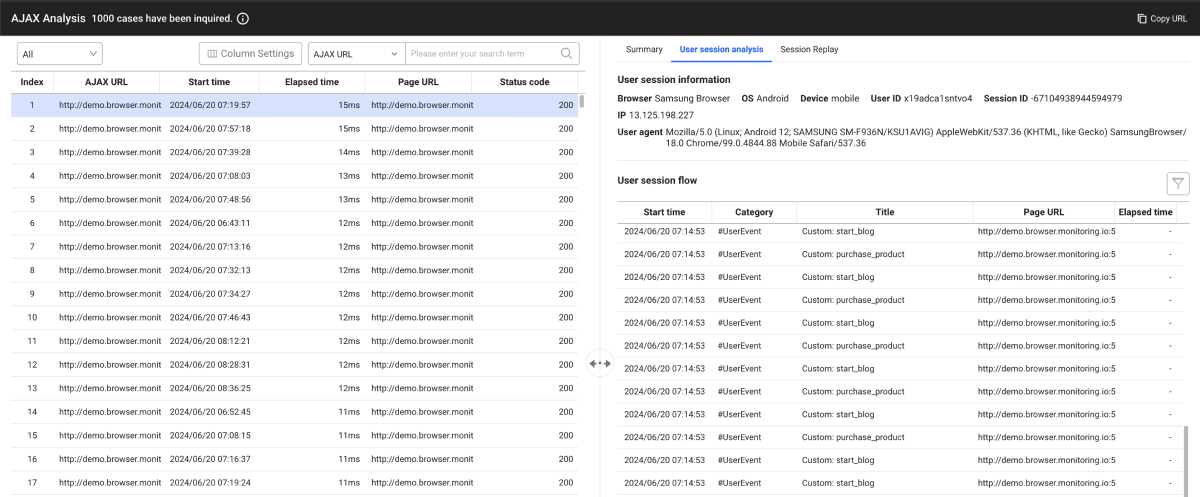 AJAX Analysis 1000 cases have been inquired.
Copy URL
All
Column Settings
AJAX URL
Please enter your search term
Index AJAX URL Start time Elapsed time Page URL Status code
1 http://demo.browser.monit 2024/06/20 07:19:57 15ms http://demo.browser.monit 200
2 http://demo.browser.monit 2024/06/20 07:57:18 15ms http://demo.browser.monit 200
3 http://demo.browser.monit 2024/06/20 07:39:28 14ms http://demo.browser.monit 200
4 http://demo.browser.monit 2024/06/20 07:08:03 13ms http://demo.browser.monit 200
5 http://demo.browser.monit 2024/06/20 07:48:56 13ms http://demo.browser.monit 200
6 http://demo.browser.monit 2024/06/20 06:43:11 12ms http://demo.browser.monit 200
7 http://demo.browser.monit 2024/06/20 07:13:16 12ms http://demo.browser.monit 200
8 http://demo.browser.monit 2024/06/20 07:32:13 12ms http://demo.browser.monit 200
9 http://demo.browser.monit 2024/06/20 07:34:27 12ms http://demo.browser.monit 200
10 http://demo.browser.monit 2024/06/20 07:46:43 12ms http://demo.browser.monit 200
11 http://demo.browser.monit 2024/06/20 08:12:21 12ms http://demo.browser.monit 200
12 http://demo.browser.monit 2024/06/20 08:28:31 12ms http://demo.browser.monit 200
13 http://demo.browser.monit 2024/06/20 08:36:25 12ms http://demo.browser.monit 200
14 http://demo.browser.monit 2024/06/20 06:52:45 11ms http://demo.browser.monit 200
15 http://demo.browser.monit 2024/06/20 07:08:15 11ms http://demo.browser.monit 200
16 http://demo.browser.monit 2024/06/20 07:16:37 11ms http://demo.browser.monit 200
17 http://demo.browser.monit 2024/06/20 07:19:24 11ms http://demo.browser.monit 200
Summary User session analysis Session Replay
User session information
Browser Samsung Browser OS Android Device mobile User ID x19adca1sntvo4 Session ID -67104938944594979
IP 13.125.198.227
User agent Mozilla/5.0 (Linux; Android 12; SAMSUNG SM-F936N/KSU1AVIG) AppleWebKit/537.36 (KHTML, like Gecko) SamsungBrowser/
18.0 Chrome/99.0.4844.88 Mobile Safari/537.36
User session flow
Start time Category Title Page URL Elapsed time
2024/06/20 07:14:53 #UserEvent Custom: start_blog http://demo.browser.monitoring.io:5 -
2024/06/20 07:14:53 #UserEvent Custom: purchase_product http://demo.browser.monitoring.io:5 -
2024/06/20 07:14:53 #UserEvent Custom: start_blog http://demo.browser.monitoring.io:5 -
2024/06/20 07:14:53 #UserEvent Custom: purchase_product http://demo.browser.monitoring.io:5 -
2024/06/20 07:14:53 #UserEvent Custom: start_blog http://demo.browser.monitoring.io:5 -
2024/06/20 07:14:53 #UserEvent Custom: purchase_product http://demo.browser.monitoring.io:5 -
2024/06/20 07:14:53 #UserEvent Custom: start_blog http://demo.browser.monitoring.io:5 -
2024/06/20 07:14:53 #UserEvent Custom: purchase_product http://demo.browser.monitoring.io:5 -
2024/06/20 07:14:53 #UserEvent Custom: start_blog http://demo.browser.monitoring.io:5 -
2024/06/20 07:14:53 #UserEvent Custom: purchase_product http://demo.browser.monitoring.io:5 -
2024/06/20 07:14:53 #UserEvent Custom: start_blog http://demo.browser.monitoring.io:5 -
2024/06/20 07:14:53 #UserEvent Custom: start_blog http://demo.browser.monitoring.io:5 -